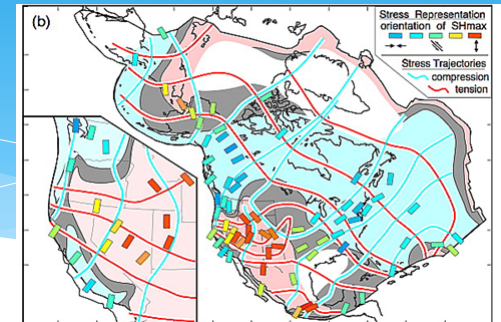 (b)
Stress Representation
orientation of SHmax
Stress Trajectories
compression
tension